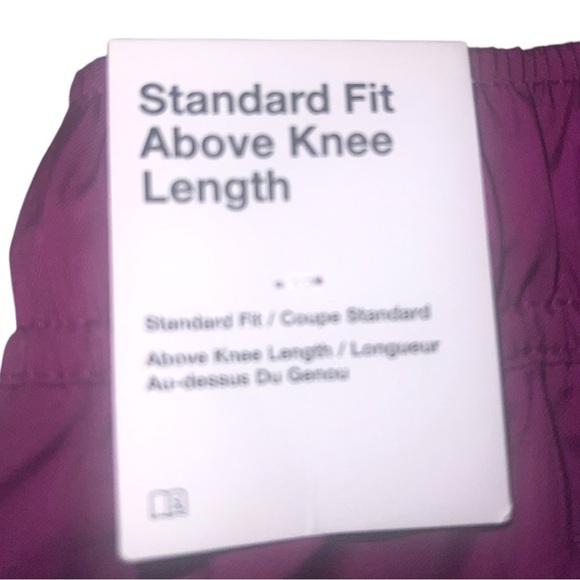 Standard Fit
Above Knee
Length
Standard Fit / Coupe Standard
Above Knee Length / Longueur
Au-dessus Du Genou